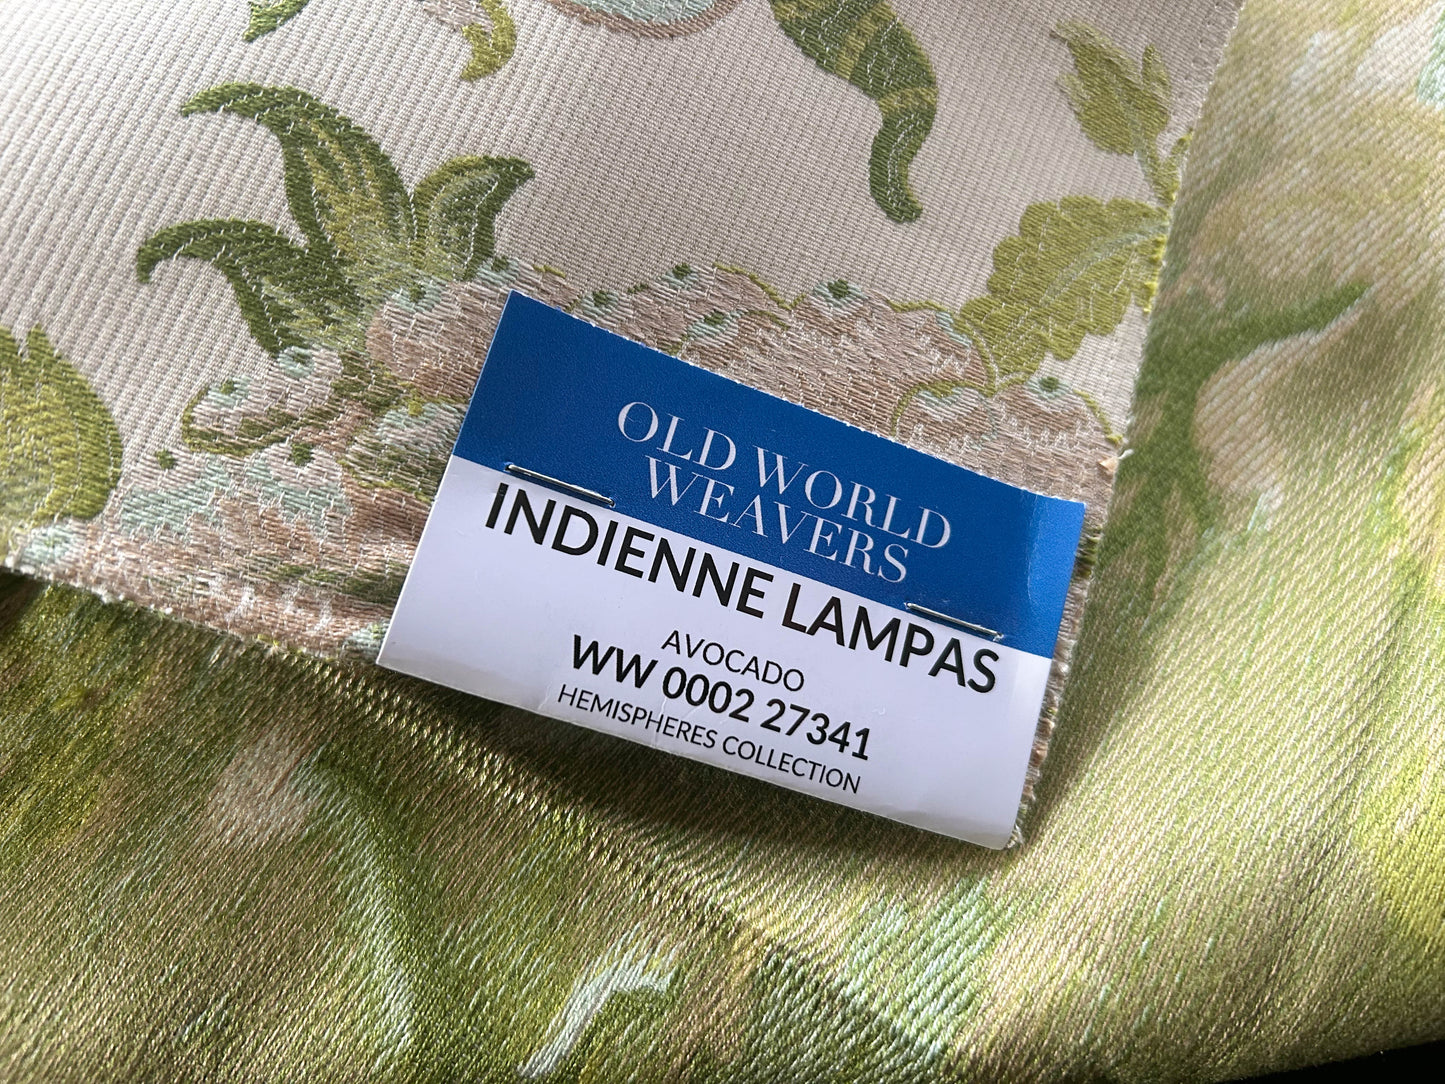 OLD WORLD
WEAVERS
INDIENNE LAMPAS
AVOCADO
WW 0002 27341
HEMISPHERES COLLECTION